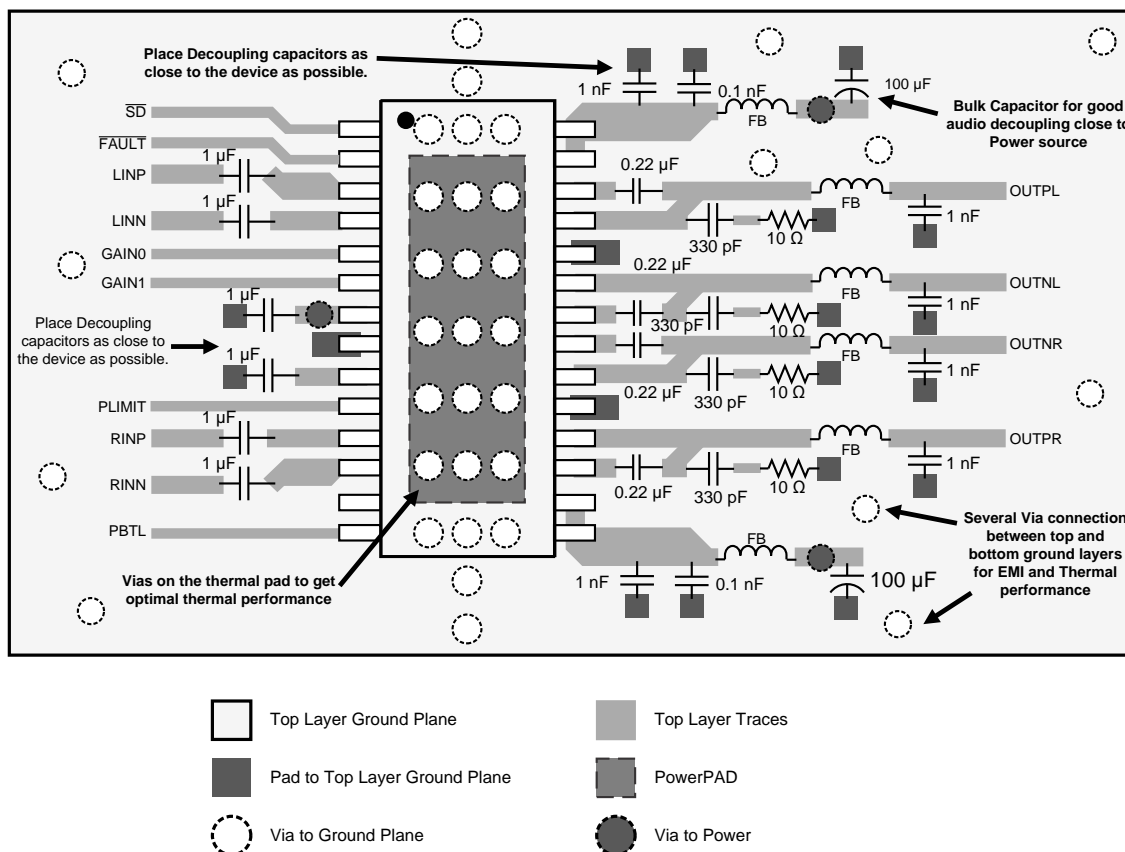 Place Decoupling capacitors as
close to the device as possible.
1 nF
0.1 nF
FB
100 µF
Bulk Capacitor for good
audio decoupling close to
Power source
SD
FAULT
1 µF
LINP
1 µF
LINN
GAIN0
GAIN1
1 µF
Place Decoupling
capacitors as close to
the device as possible.
1 µF
PLIMIT
1 µF
RINP
1 µF
RINN
PBTL
0.22 µF
FB
OUTPL
1 nF
330 pF
10 Ω
0.22 µF
FB
OUTNL
1 nF
330 pF
10 Ω
OUTNR
FB
1 nF
0.22 µF
330 pF
10 Ω
OUTPR
FB
1 nF
0.22 µF
330 pF
10 Ω
Several Via connection
between top and
bottom ground layers
for EMI and Thermal
performance
FB
1 nF
0.1 nF
100 µF
Vias on the thermal pad to get
optimal thermal performance
Top Layer Ground Plane
Top Layer Traces
Pad to Top Layer Ground Plane
PowerPAD
Via to Ground Plane
Via to Power